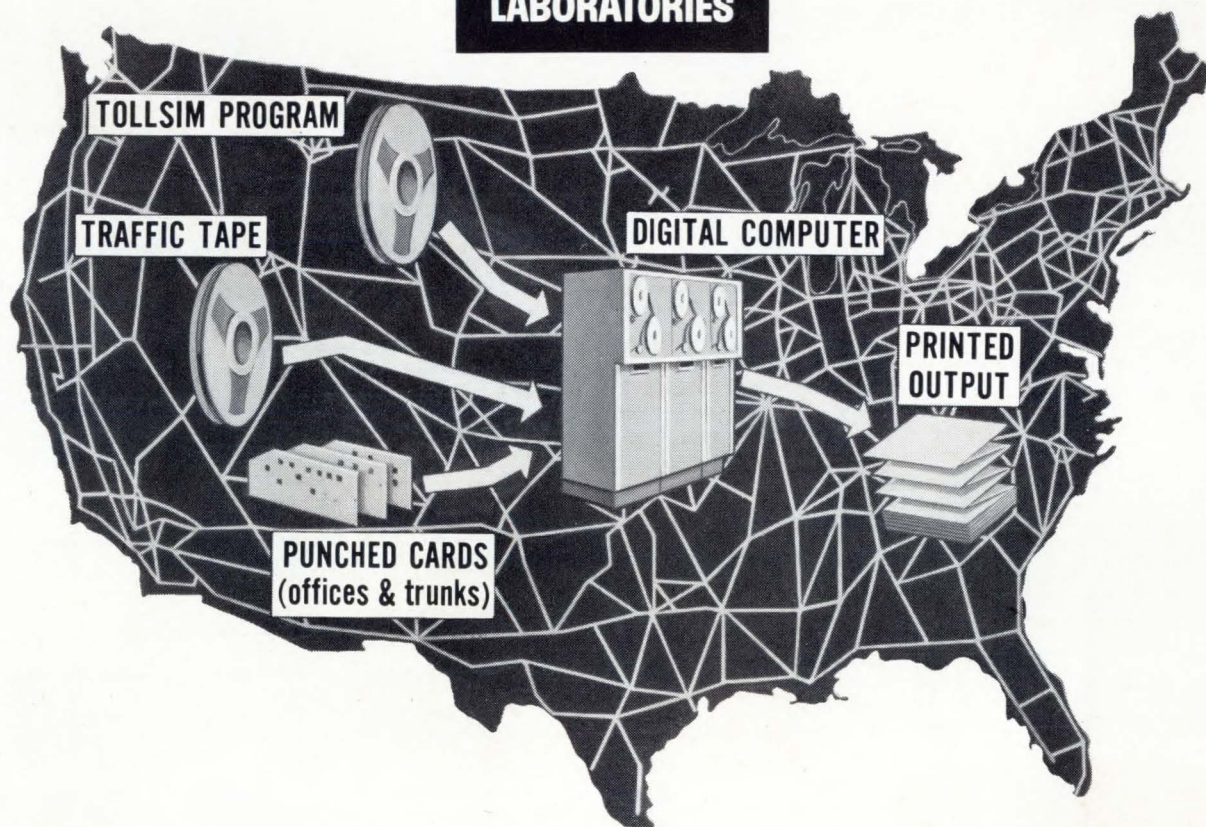 LABORATORIES
TOLLSIM PROGRAM
TRAFFIC TAPE
DIGITAL COMPUTER
PRINTED
OUTPUT
PUNCHED CARDS
(offices & trunks)